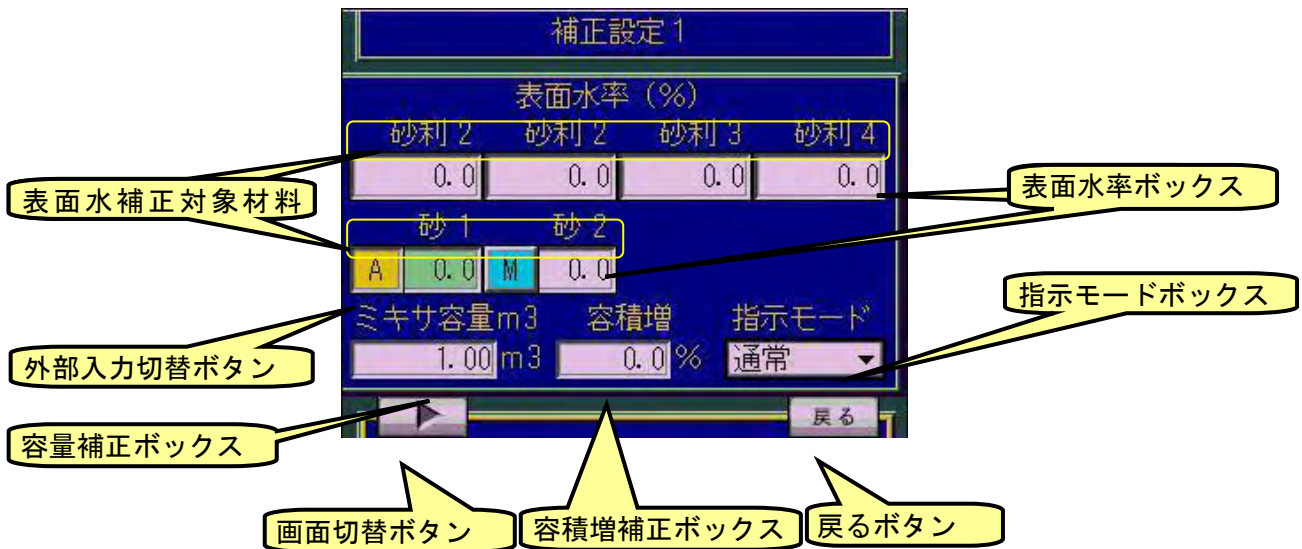 補正設定1
表面水率（%）
砂利2 砂利2 砂利3 砂利4
0.0 0.0 0.0 0.0
表面水補正対象材料
表面水率ボックス
砂1 砂2
A 0.0 M 0.0
指示モードボックス
ミキサ容量m3 容積増 指示モード
1.00 m3 0.0 % 通常
外部入力切替ボタン
戻る
容量補正ボックス
画面切替ボタン
容積増補正ボックス
戻るボタン